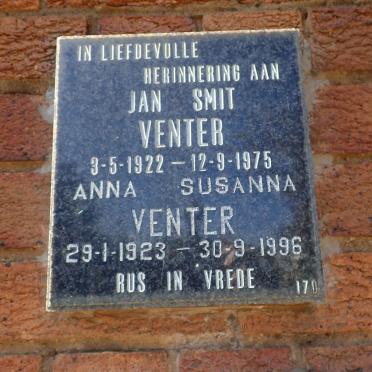 IN LIEFDEVOLLE
HERINNERING AAN
JAN SMIT
VENTER
3-5-1922 — 12-9-1975
ANNA SUSANNA
VENTER
29-1-1923 — 30-9-1996
RUS IN VREDE